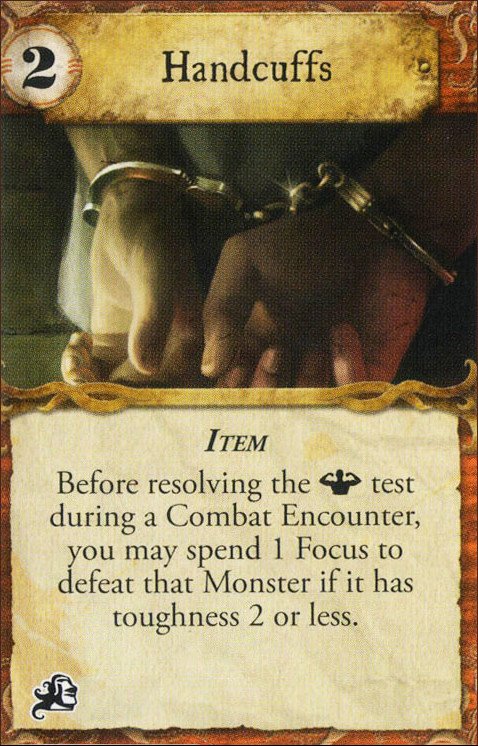 2
Handcuffs
ITEM
Before resolving the test
during a Combat Encounter,
you may spend 1 Focus to
defeat that Monster if it has
toughness 2 or less.